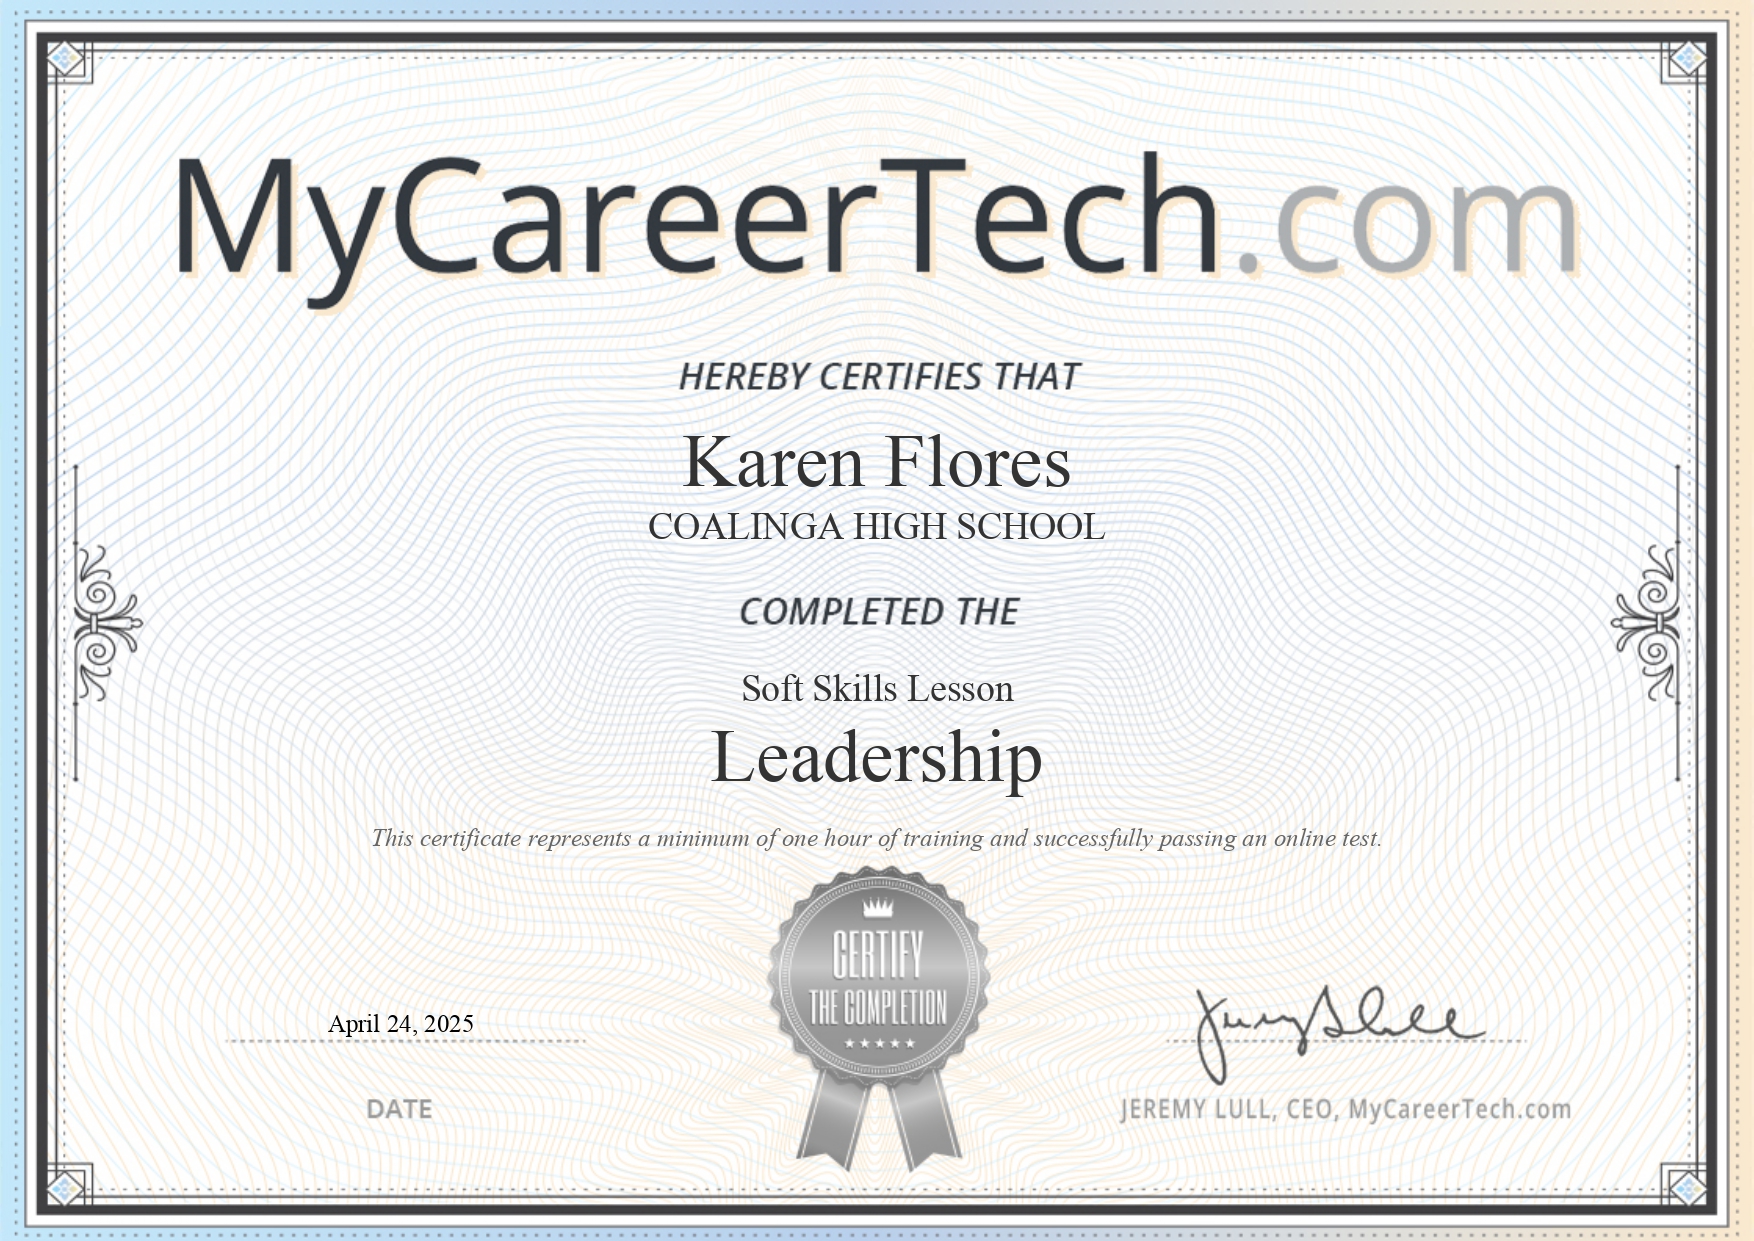 MyCareerTech.com
HEREBY CERTIFIES THAT
Karen Flores
COALINGA HIGH SCHOOL
COMPLETED THE
Soft Skills Lesson
Leadership
This certificate represents a minimum of one hour of training and successfully passing an online test.
CERTIFY
THE COMPLETION
April 24, 2025
DATE
JEREMY LULL, CEO, MyCareerTech.com